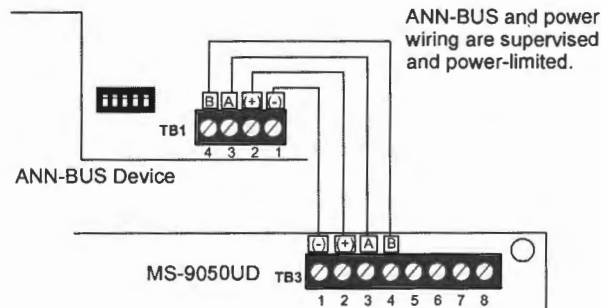 ANN-BUS and power
wiring are supervised
and power-limited.
B A (+) (-)
TB1
4 3 2 1
ANN-BUS Device
(-) (+) A B
MS-9050UD TB3
1 2 3 4 5 6 7 8